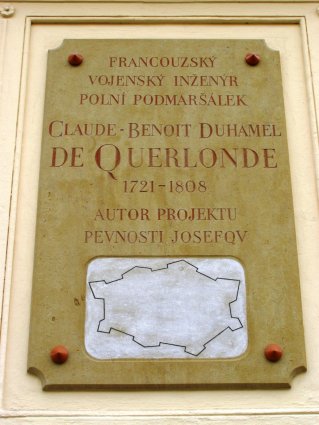 FRANCOUZSKÝ
VOJENSKÝ INŽENÝR
POLNÍ PODMARŠÁLEK
CLAUDE-BENOIT DUHAMEL
DE QUERLONDE
1721-1808
AUTOR PROJEKTU
PEVNOSTI JOSEFOV